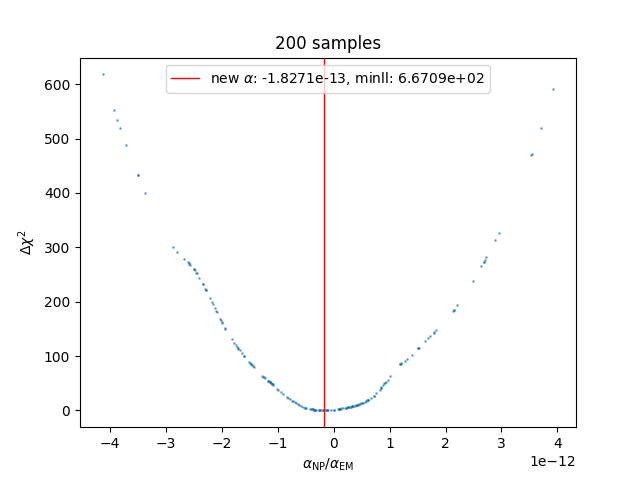 200 samples
new α: -1.8271e-13, minll: 6.6709e+02
600
500
400
300
200
100
0
Δχ²
−4 −3 −2 −1 0 1 2 3 4
1e−12
α_NP/α_EM